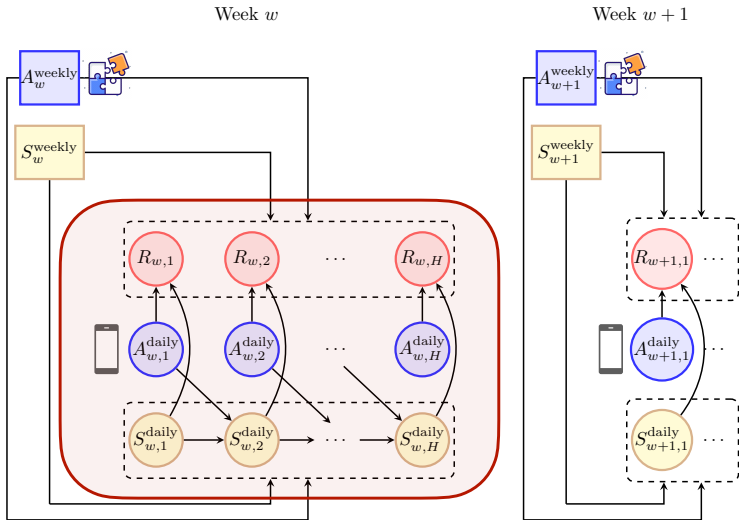 Week w
Week w + 1
A_w^weekly
A_{w+1}^weekly
S_w^weekly
S_{w+1}^weekly
R_{w,1} R_{w,2} ... R_{w,H}
R_{w+1,1} ...
A_{w,1}^daily A_{w,2}^daily ... A_{w,H}^daily
A_{w+1,1}^daily ...
S_{w,1}^daily S_{w,2}^daily ... S_{w,H}^daily
S_{w+1,1}^daily ...